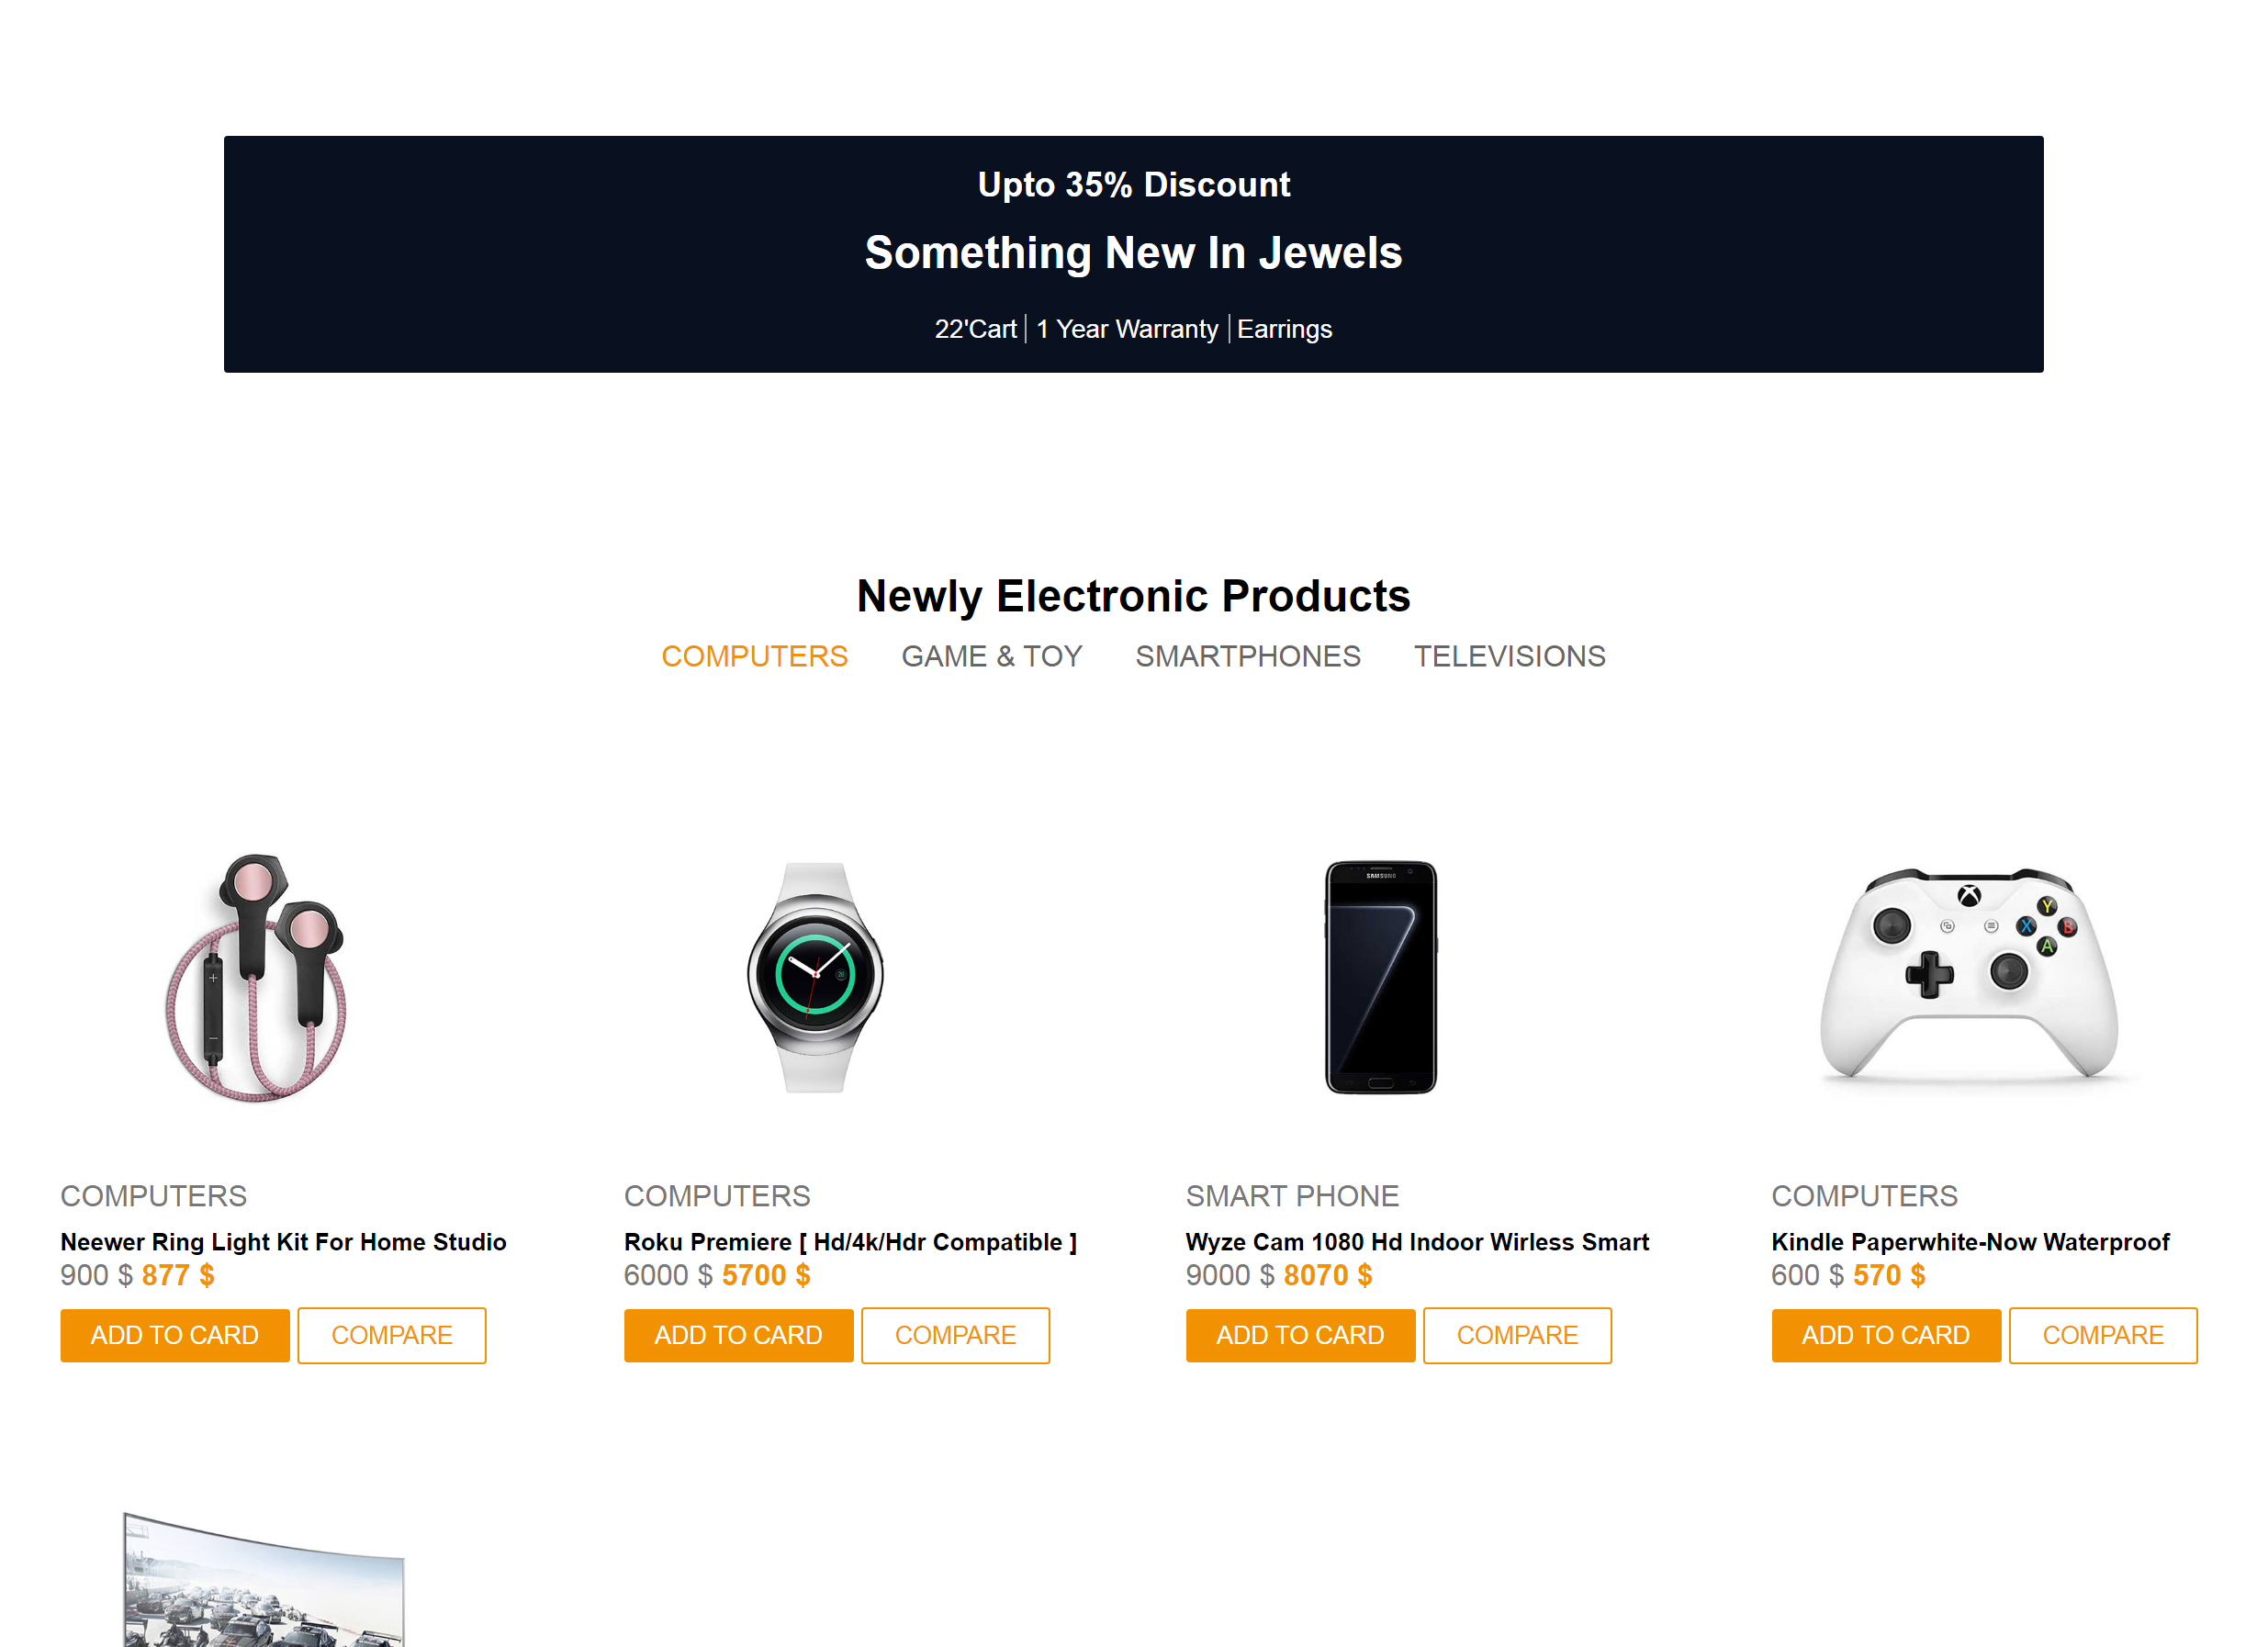 Upto 35% Discount
Something New In Jewels
22'Cart | 1 Year Warranty | Earrings
Newly Electronic Products
COMPUTERS GAME & TOY SMARTPHONES TELEVISIONS
SAMSUNG
Y
X B
A
COMPUTERS COMPUTERS SMART PHONE COMPUTERS
Neewer Ring Light Kit For Home Studio Roku Premiere [ Hd/4k/Hdr Compatible ] Wyze Cam 1080 Hd Indoor Wirless Smart Kindle Paperwhite-Now Waterproof
900 $ 877 $ 6000 $ 5700 $ 9000 $ 8070 $ 600 $ 570 $
ADD TO CARD COMPARE ADD TO CARD COMPARE ADD TO CARD COMPARE ADD TO CARD COMPARE